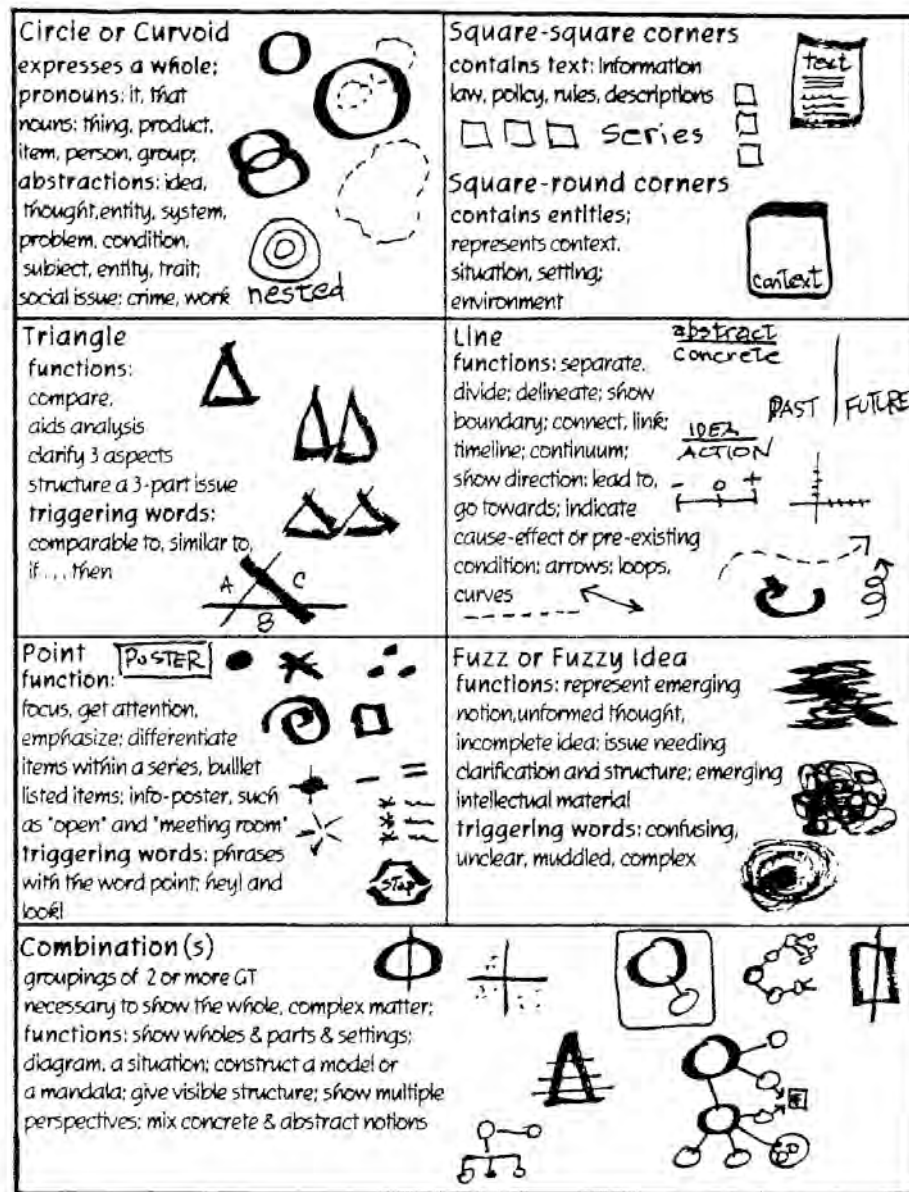 Circle or Curvoid
expresses a whole;
pronouns: it, that
nouns: thing, product,
item, person, group;
abstractions: idea,
thought, entity, system,
problem, condition,
subject, entity, trait;
social issue: crime, work
nested
Square-square corners
contains text: information
law, policy, rules, descriptions
series
text
Square-round corners
contains entities;
represents context,
situation, setting;
environment
context
Triangle
functions:
compare,
aids analysis
clarify 3 aspects
structure a 3-part issue
triggering words:
comparable to, similar to,
if . . . then
A
C
B
Line
functions: separate,
divide; delineate; show
boundary; connect, link;
timeline; continuum;
show direction: lead to,
go towards; indicate
cause-effect or pre-existing
condition; arrows; loops,
curves
abstract
concrete
PAST FUTURE
IDEA
ACTION
- 0 +
Point
POSTER
function:
focus, get attention,
emphasize; differentiate
items within a series, bulllet
listed items; info-poster, such
as "open" and "meeting room"
triggering words: phrases
with the word point; hey! and
look!
STOP
Fuzz or Fuzzy Idea
functions: represent emerging
notion, unformed thought,
incomplete idea; issue needing
clarification and structure; emerging
intellectual material
triggering words: confusing,
unclear, muddled, complex
Combination(s)
groupings of 2 or more GT
necessary to show the whole, complex matter;
functions: show wholes & parts & settings;
diagram, a situation; construct a model or
a mandala; give visible structure; show multiple
perspectives; mix concrete & abstract notions